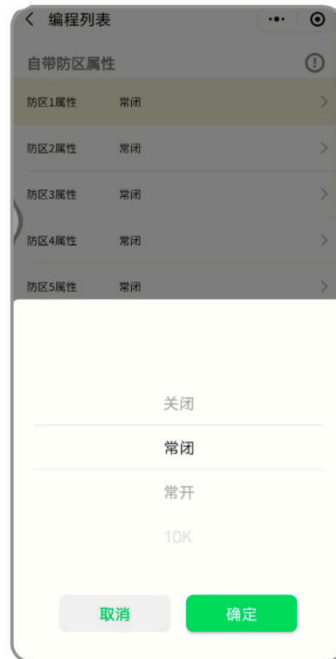 编程列表
自带防区属性
防区1属性 常闭
防区2属性 常闭
防区3属性 常闭
防区4属性 常闭
防区5属性 常闭
关闭
常闭
常开
10K
取消 确定